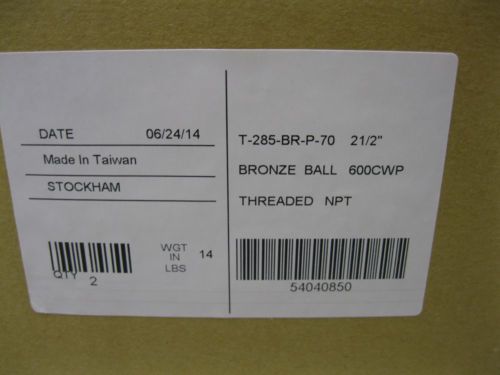 DATE 06/24/14
Made In Taiwan
STOCKHAM
QTY 2
WGT
IN 14
LBS
T-285-BR-P-70 21/2"
BRONZE BALL 600CWP
THREADED NPT
54040850